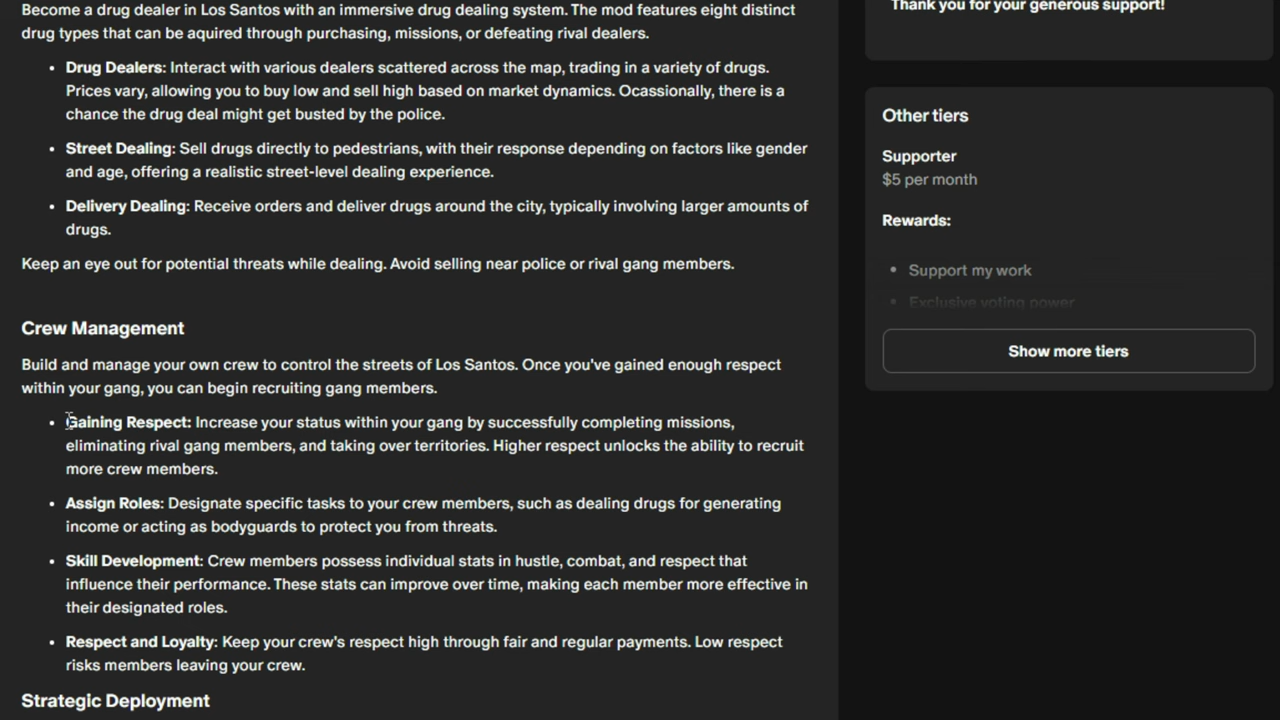 Become a drug dealer in Los Santos with an immersive drug dealing system. The mod features eight distinct
drug types that can be aquired through purchasing, missions, or defeating rival dealers.
• Drug Dealers: Interact with various dealers scattered across the map, trading in a variety of drugs.
Prices vary, allowing you to buy low and sell high based on market dynamics. Ocassionally, there is a
chance the drug deal might get busted by the police.
• Street Dealing: Sell drugs directly to pedestrians, with their response depending on factors like gender
and age, offering a realistic street-level dealing experience.
• Delivery Dealing: Receive orders and deliver drugs around the city, typically involving larger amounts of
drugs.
Keep an eye out for potential threats while dealing. Avoid selling near police or rival gang members.
Crew Management
Build and manage your own crew to control the streets of Los Santos. Once you've gained enough respect
within your gang, you can begin recruiting gang members.
• Gaining Respect: Increase your status within your gang by successfully completing missions,
eliminating rival gang members, and taking over territories. Higher respect unlocks the ability to recruit
more crew members.
• Assign Roles: Designate specific tasks to your crew members, such as dealing drugs for generating
income or acting as bodyguards to protect you from threats.
• Skill Development: Crew members possess individual stats in hustle, combat, and respect that
influence their performance. These stats can improve over time, making each member more effective in
their designated roles.
• Respect and Loyalty: Keep your crew's respect high through fair and regular payments. Low respect
risks members leaving your crew.
Strategic Deployment
Thank you for your generous support!
Other tiers
Supporter
$5 per month
Rewards:
• Support my work
• Exclusive voting power
Show more tiers